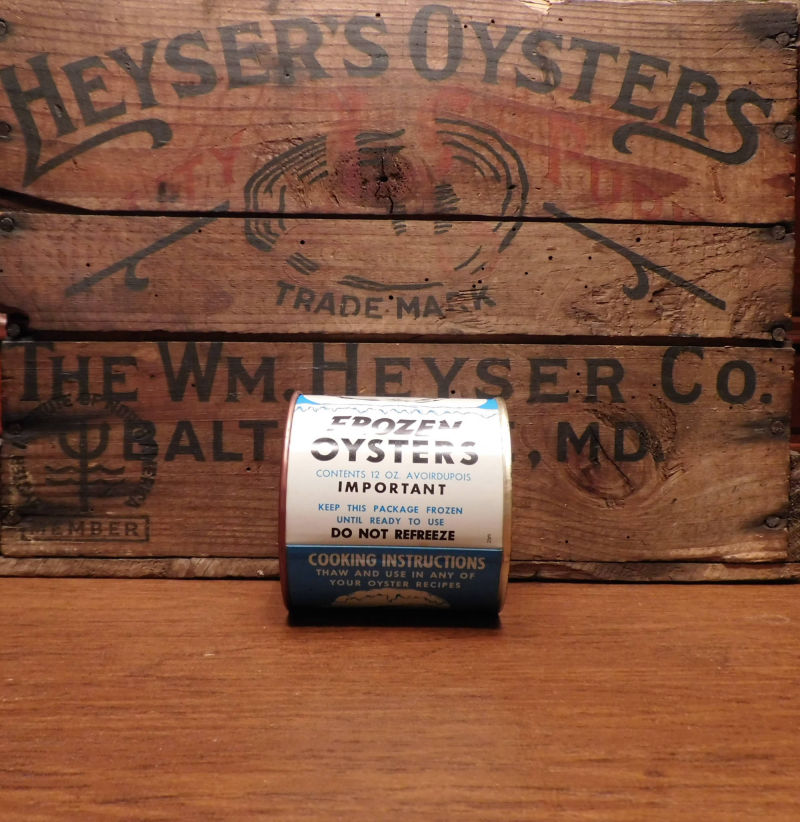 HEYSER'S OYSTERS
TRADE MARK
THE WM. HEYSER CO.
MD.
MEMBER
FROZEN
OYSTERS
CONTENTS 12 OZ. AVOIRDUPOIS
IMPORTANT
KEEP THIS PACKAGE FROZEN
UNTIL READY TO USE
DO NOT REFREEZE
COOKING INSTRUCTIONS
THAW AND USE IN ANY OF
YOUR OYSTER RECIPES